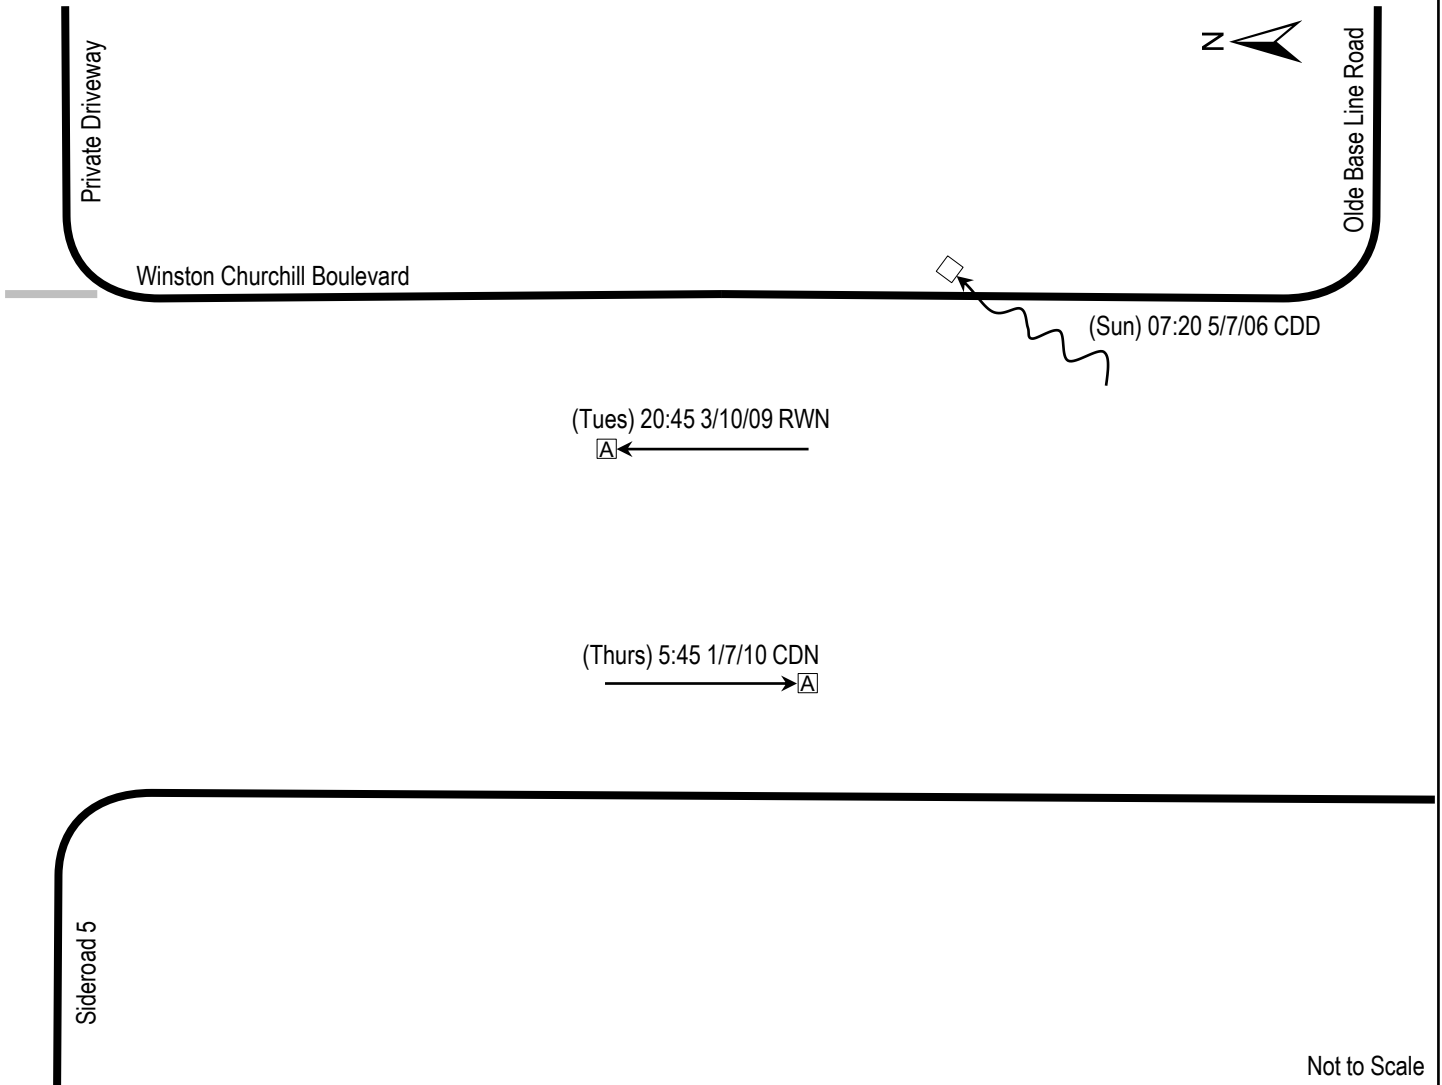 Private Driveway
N
Olde Base Line Road
Winston Churchill Boulevard
(Sun) 07:20 5/7/06 CDD
(Tues) 20:45 3/10/09 RWN
A
(Thurs) 5:45 1/7/10 CDN
A
Sideroad 5
Not to Scale